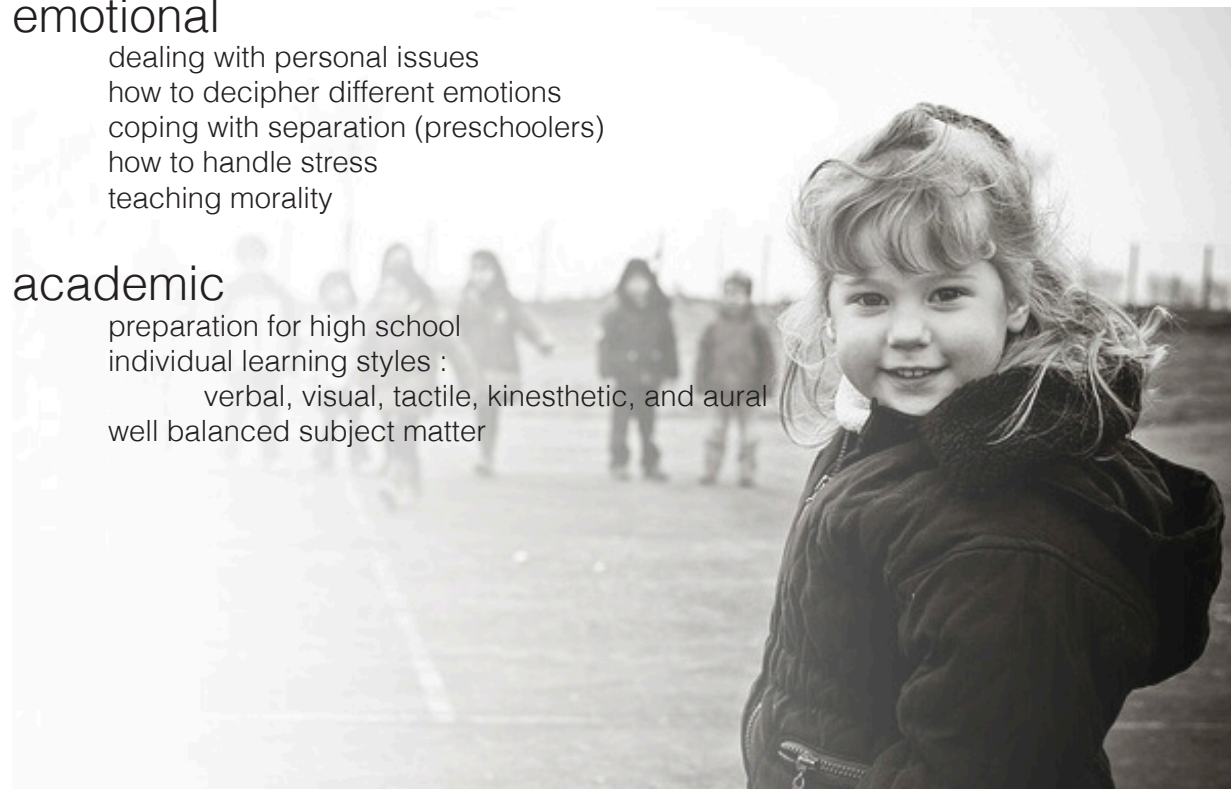 emotional
dealing with personal issues
how to decipher different emotions
coping with separation (preschoolers)
how to handle stress
teaching morality
academic
preparation for high school
individual learning styles :
verbal, visual, tactile, kinesthetic, and aural
well balanced subject matter